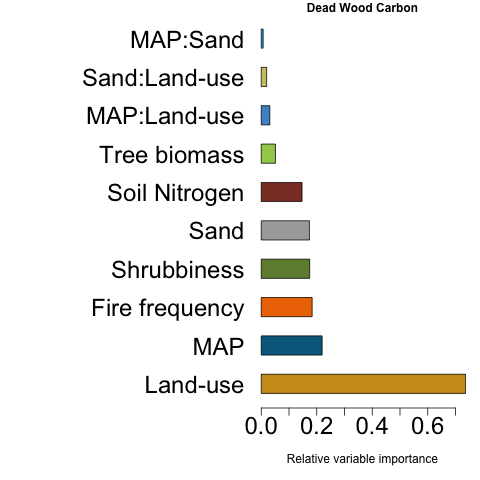 Dead Wood Carbon
MAP:Sand
Sand:Land-use
MAP:Land-use
Tree biomass
Soil Nitrogen
Sand
Shrubbiness
Fire frequency
MAP
Land-use
0.0 0.2 0.4 0.6
Relative variable importance